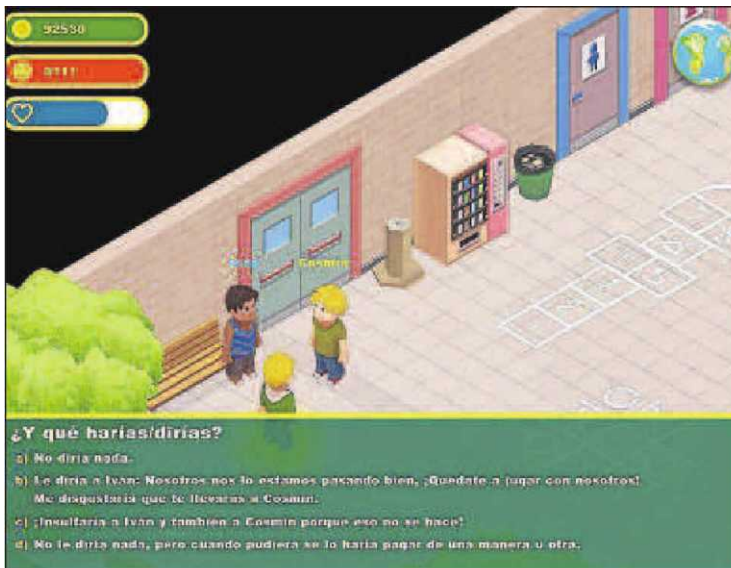 92530
Cosmin
¿Y qué harías/dirías?
a) No diría nada.
b) Le diría a Iván: Nosotros nos lo estamos pasando bien, ¡Quédate a jugar con nosotros!
Me disgustaría que te llevaras a Cosmin.
c) ¡Insultaría a Iván y también a Cosmin porque eso no se hace!
d) No le diría nada, pero cuando pudiera se lo haría pagar de una manera u otra.